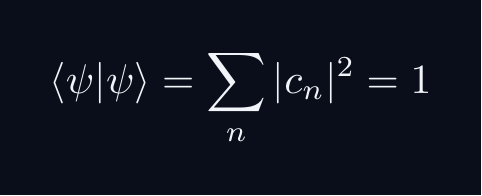 ⟨ψ|ψ⟩ = ∑ₙ |cₙ|² = 1